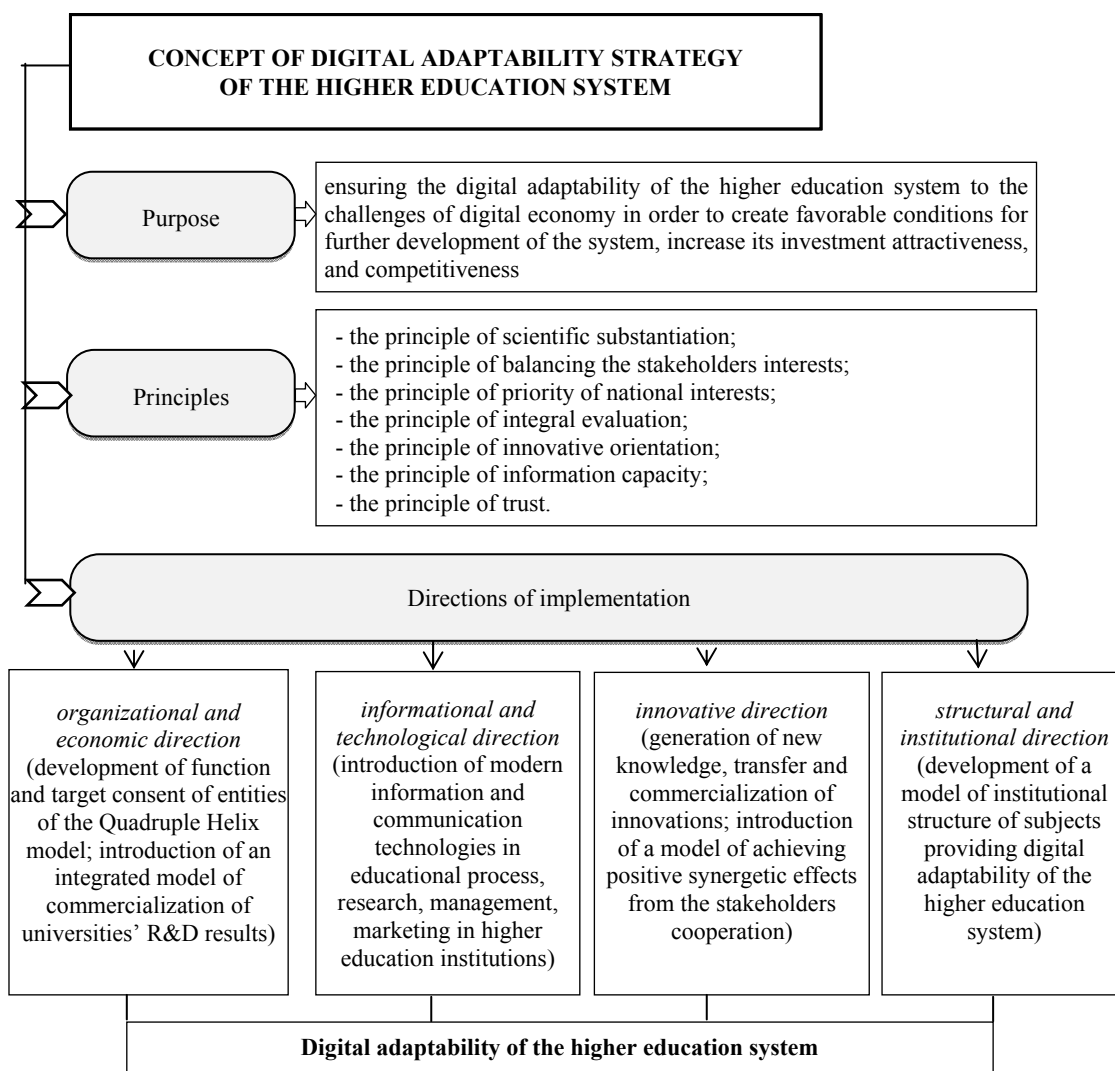 CONCEPT OF DIGITAL ADAPTABILITY STRATEGY
OF THE HIGHER EDUCATION SYSTEM
Purpose
ensuring the digital adaptability of the higher education system to the
challenges of digital economy in order to create favorable conditions for
further development of the system, increase its investment attractiveness,
and competitiveness
Principles
- the principle of scientific substantiation;
- the principle of balancing the stakeholders interests;
- the principle of priority of national interests;
- the principle of integral evaluation;
- the principle of innovative orientation;
- the principle of information capacity;
- the principle of trust.
Directions of implementation
organizational and
economic direction
(development of function
and target consent of entities
of the Quadruple Helix
model; introduction of an
integrated model of
commercialization of
universities’ R&D results)
informational and
technological direction
(introduction of modern
information and
communication
technologies in
educational process,
research, management,
marketing in higher
education institutions)
innovative direction
(generation of new
knowledge, transfer and
commercialization of
innovations; introduction
of a model of achieving
positive synergetic effects
from the stakeholders
cooperation)
structural and
institutional direction
(development of a
model of institutional
structure of subjects
providing digital
adaptability of the
higher education
system)
Digital adaptability of the higher education system